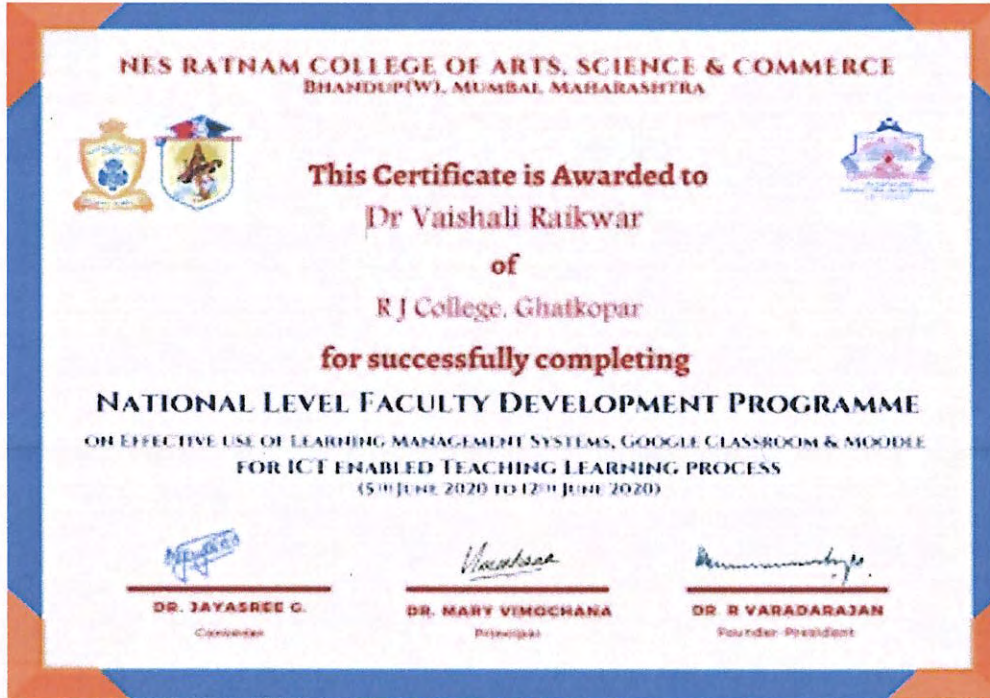 NES RATNAM COLLEGE OF ARTS, SCIENCE & COMMERCE
BHANDUP(W), MUMBAI, MAHARASHTRA
This Certificate is Awarded to
Dr Vaishali Raikwar
of
R J College, Ghatkopar
for successfully completing
NATIONAL LEVEL FACULTY DEVELOPMENT PROGRAMME
ON EFFECTIVE USE OF LEARNING MANAGEMENT SYSTEMS, GOOGLE CLASSROOM & MOODLE
FOR ICT ENABLED TEACHING LEARNING PROCESS
(5TH JUNE 2020 TO 12TH JUNE 2020)
DR. JAYASREE G. DR. MARY VIMOCHANA DR. R VARADARAJAN
Convenor Principal Founder President